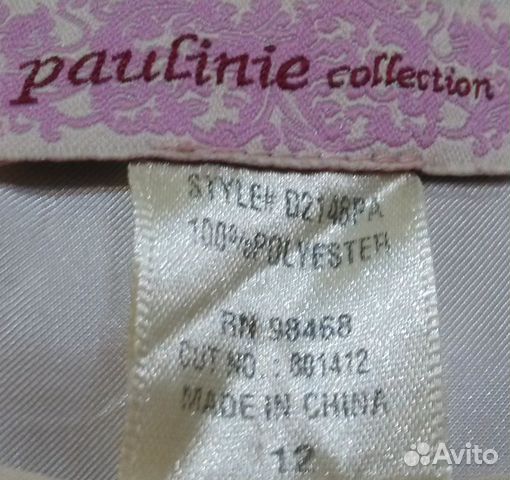 paulinie collection
STYLE# D2148PA
100%POLYESTER
RN 98468
CUT NO.: 801412
MADE IN CHINA
12
Avito